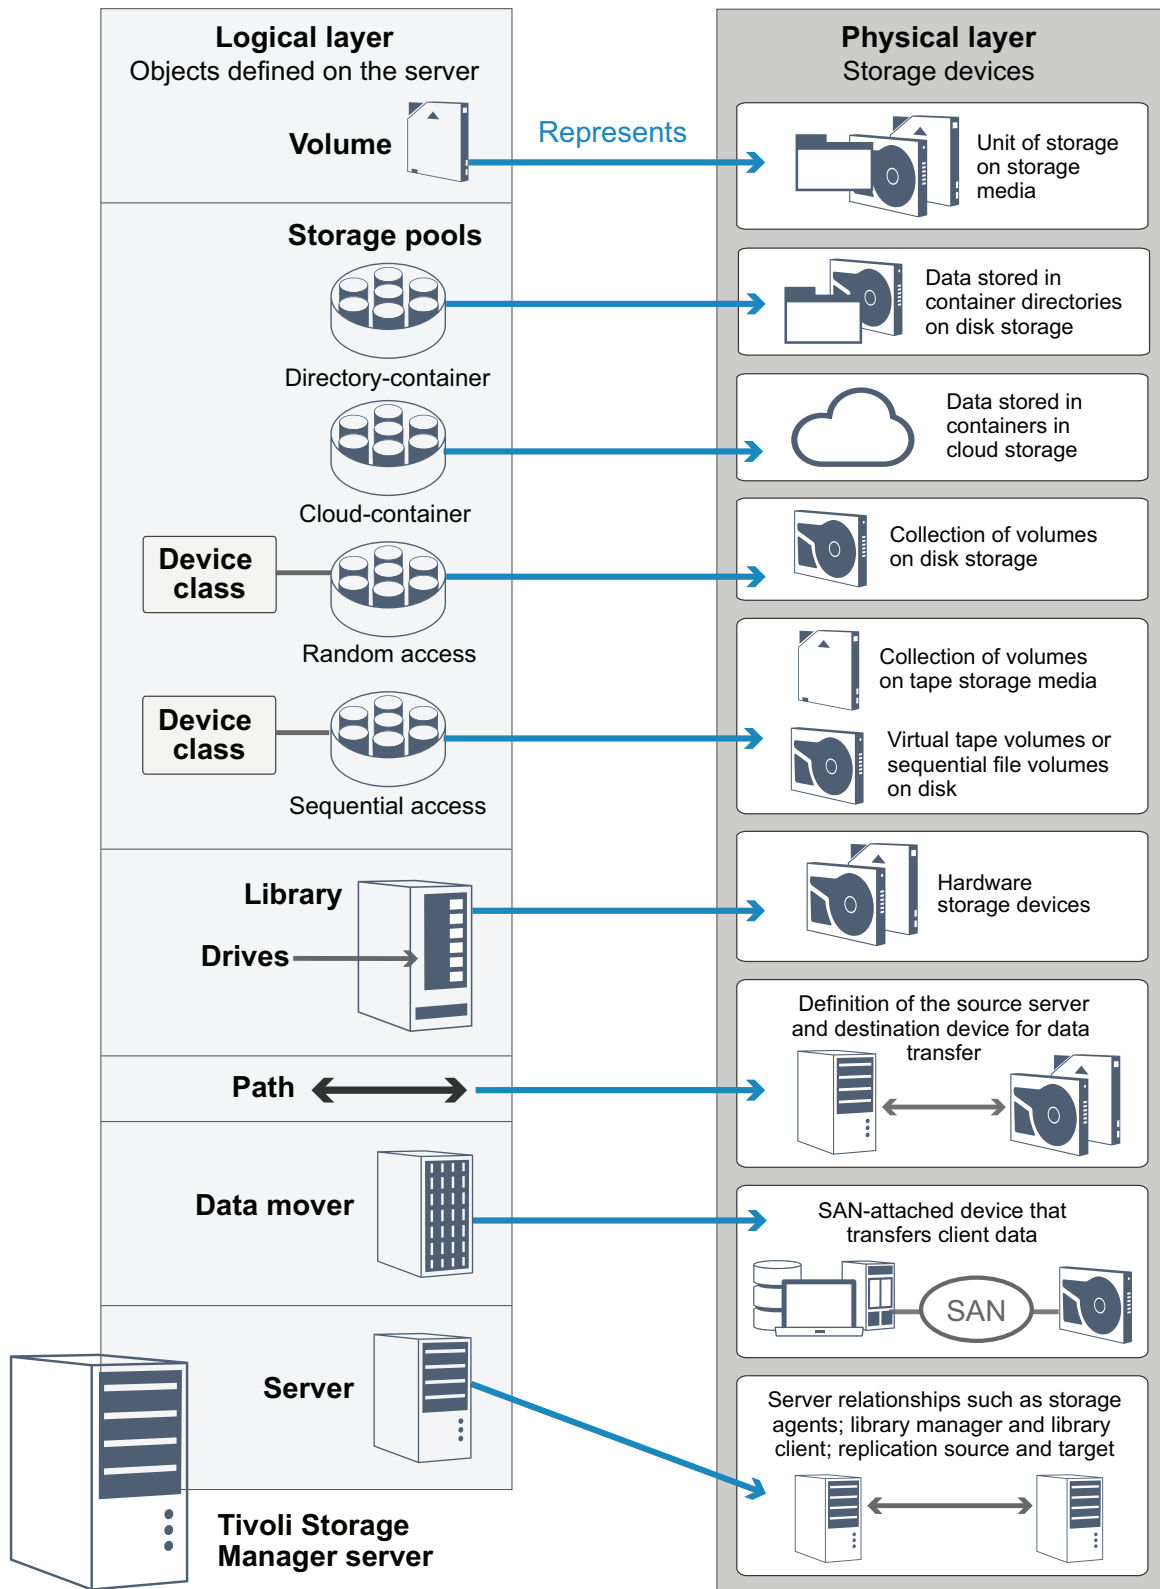 Logical layer
Objects defined on the server
Volume
Represents
Storage pools
Directory-container
Cloud-container
Device
class
Random access
Device
class
Sequential access
Library
Drives
Path
Data mover
Server
Tivoli Storage
Manager server
Physical layer
Storage devices
Unit of storage
on storage
media
Data stored in
container directories
on disk storage
Data stored in
containers in
cloud storage
Collection of volumes
on disk storage
Collection of volumes
on tape storage media
Virtual tape volumes or
sequential file volumes
on disk
Hardware
storage devices
Definition of the source server
and destination device for data
transfer
SAN-attached device that
transfers client data
SAN
Server relationships such as storage
agents; library manager and library
client; replication source and target